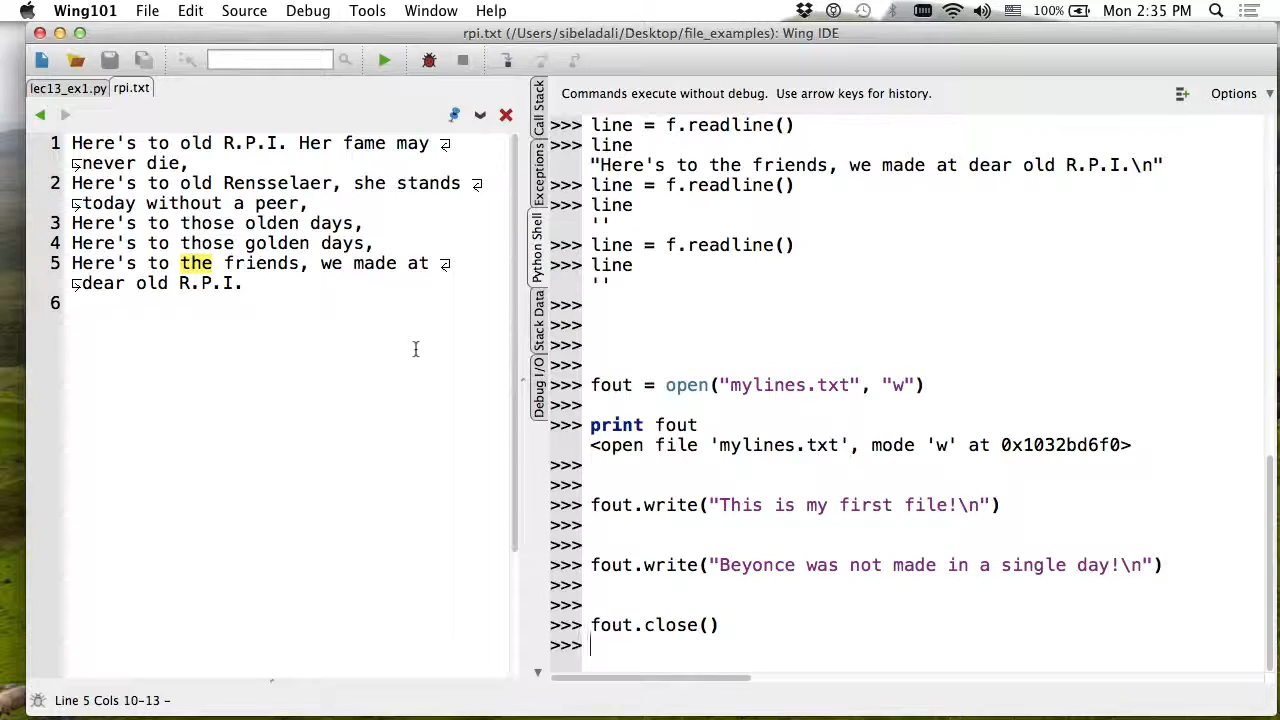 Wing101 File Edit Source Debug Tools Window Help 100% Mon 2:35 PM
rpi.txt (/Users/sibeladali/Desktop/file_examples): Wing IDE
lec13_ex1.py rpi.txt
1 Here's to old R.P.I. Her fame may
never die,
2 Here's to old Rensselaer, she stands
today without a peer,
3 Here's to those olden days,
4 Here's to those golden days,
5 Here's to the friends, we made at
dear old R.P.I.
6
Line 5 Cols 10-13 –
Call Stack
Exceptions
Python Shell
Stack Data
Debug I/O
Commands execute without debug. Use arrow keys for history. Options
>>> line = f.readline()
>>> line
"Here's to the friends, we made at dear old R.P.I.\n"
>>> line = f.readline()
>>> line
''
>>> line = f.readline()
>>> line
''
>>>
>>>
>>>
>>>
>>> fout = open("mylines.txt", "w")
>>>
>>> print fout
<open file 'mylines.txt', mode 'w' at 0x1032bd6f0>
>>>
>>>
>>> fout.write("This is my first file!\n")
>>>
>>>
>>> fout.write("Beyonce was not made in a single day!\n")
>>>
>>>
>>> fout.close()
>>>